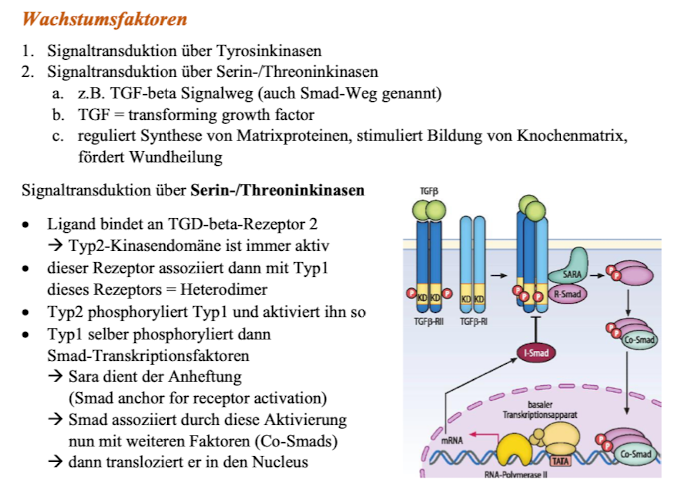 Wachstumsfaktoren
1. Signaltransduktion über Tyrosinkinasen
2. Signaltransduktion über Serin-/Threoninkinasen
a. z.B. TGF-beta Signalweg (auch Smad-Weg genannt)
b. TGF = transforming growth factor
c. reguliert Synthese von Matrixproteinen, stimuliert Bildung von Knochenmatrix,
fördert Wundheilung
Signaltransduktion über Serin-/Threoninkinasen
• Ligand bindet an TGD-beta-Rezeptor 2
→ Typ2-Kinasendomäne ist immer aktiv
• dieser Rezeptor assoziiert dann mit Typ1
dieses Rezeptors = Heterodimer
• Typ2 phosphoryliert Typ1 und aktiviert ihn so
• Typ1 selber phosphoryliert dann
Smad-Transkriptionsfaktoren
→ Sara dient der Anheftung
(Smad anchor for receptor activation)
→ Smad assoziiert durch diese Aktivierung
nun mit weiteren Faktoren (Co-Smads)
→ dann transloziert er in den Nucleus
TGFβ
SARA
P KD KD P
KD KD
P P
R-Smad
P P
TGFβ-RII
TGFβ-RI
P P
Co-Smad
I-Smad
basaler
Transkriptionsapparat
mRNA
P P
Co-Smad
TATA
RNA-Polymerase II